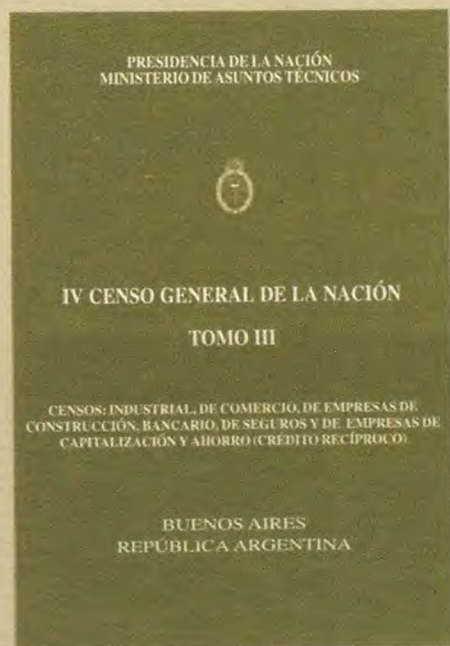 PRESIDENCIA DE LA NACIÓN
MINISTERIO DE ASUNTOS TÉCNICOS
IV CENSO GENERAL DE LA NACIÓN
TOMO III
CENSOS: INDUSTRIAL, DE COMERCIO, DE EMPRESAS DE
CONSTRUCCIÓN, BANCARIO, DE SEGUROS Y DE EMPRESAS DE
CAPITALIZACIÓN Y AHORRO (CRÉDITO RECÍPROCO)
BUENOS AIRES
REPÚBLICA ARGENTINA